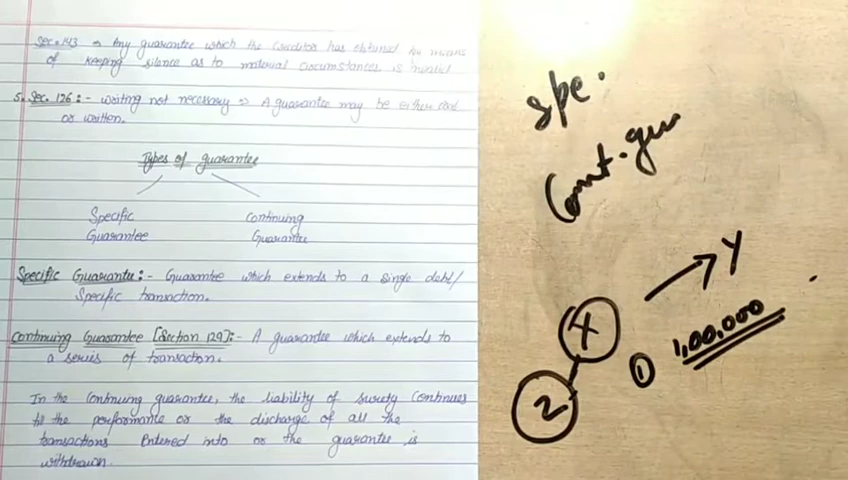 Sec. 143 ⇒ Any guarantee which the Creditor has obtained by means
of keeping silence as to material circumstances is invalid
5. Sec. 126 :- writing not necessary ⇒ A guarantee may be either oral
or written.
Types of guarantee
Specific Continuing
Guarantee Guarantee
Specific Guarantee :- Guarantee which extends to a single debt/
Specific transaction.
Continuing Guarantee [Section 129] :- A guarantee which extends to
a series of transaction.
In the Continuing guarantee, the liability of surety Continues
till the performance or the discharge of all the
transactions Entered into or the guarantee is
withdrawn.
Spe.
Cont. gua
Y
X
1,00,000
①
2